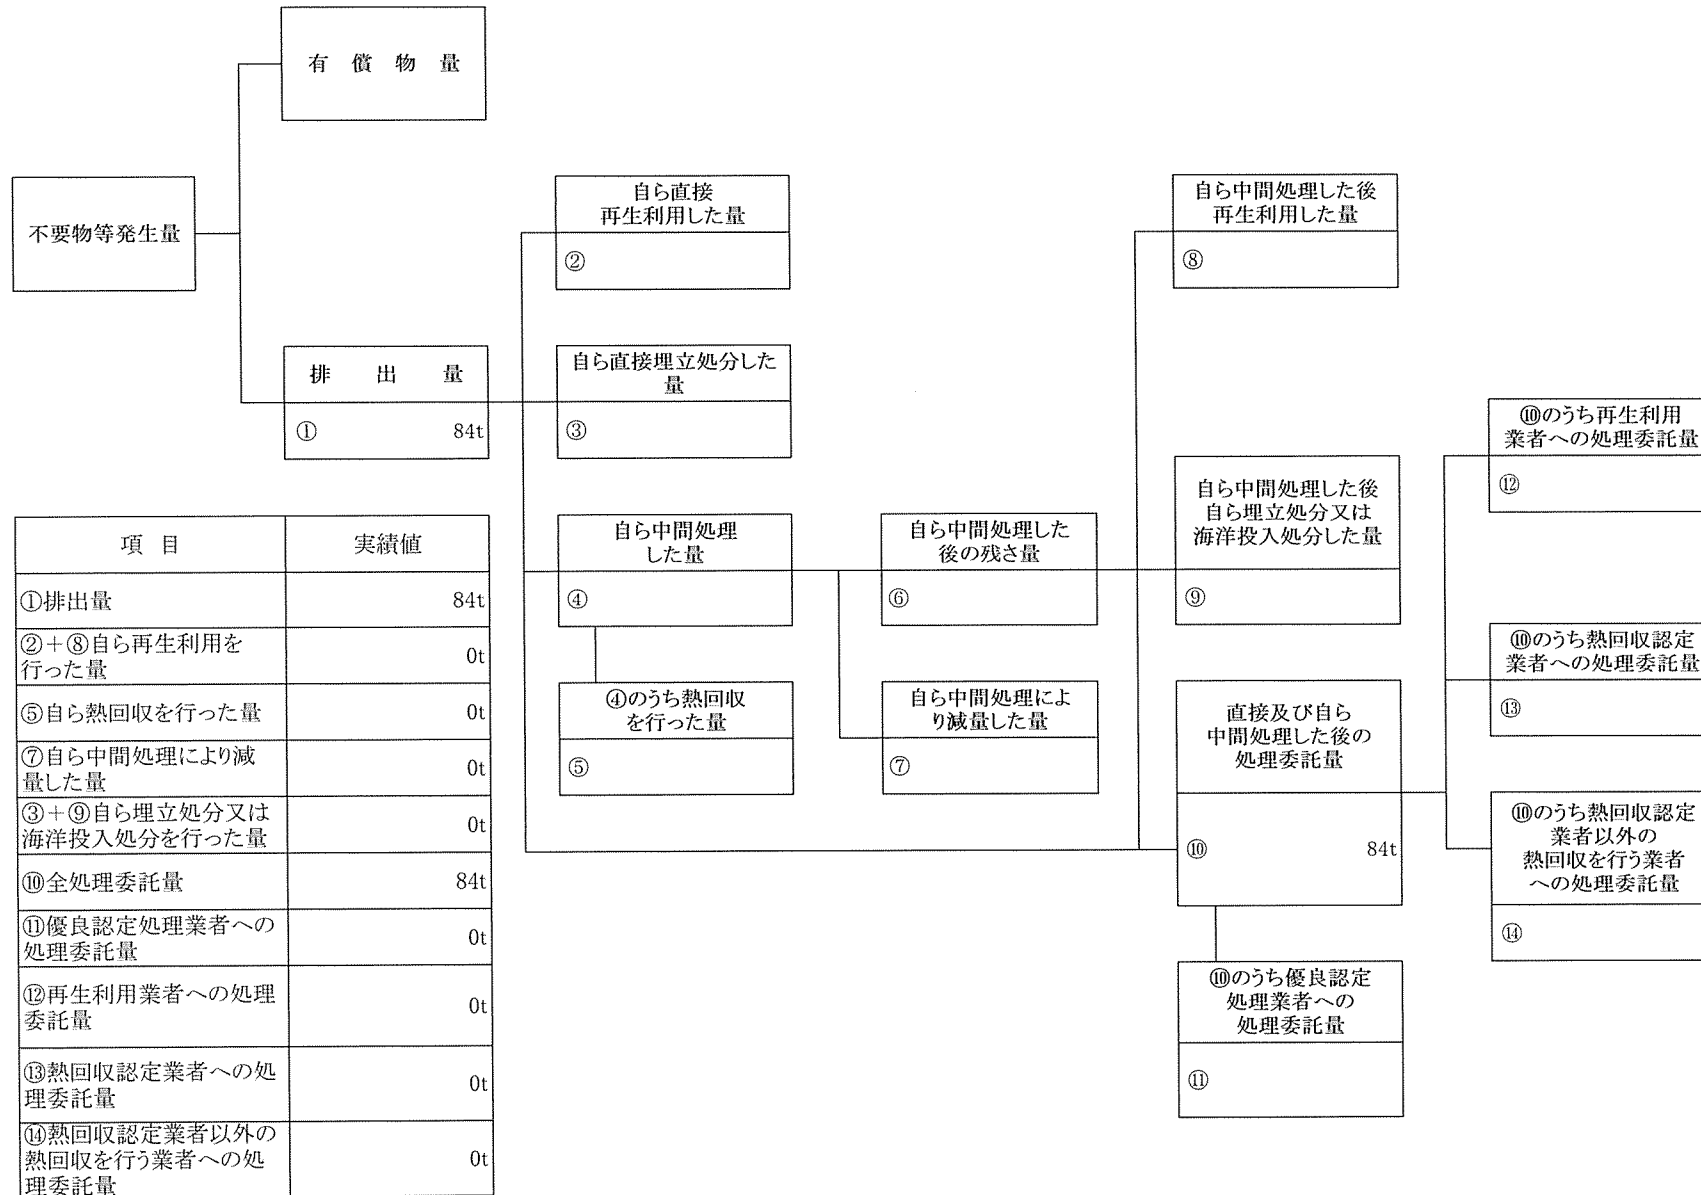 有償物量
不要物等発生量
排出量
① 84t
自ら直接
再生利用した量
②
自ら直接埋立処分した
量
③
自ら中間処理
した量
④
④のうち熱回収
を行った量
⑤
自ら中間処理した
後の残さ量
⑥
自ら中間処理によ
り減量した量
⑦
自ら中間処理した後
再生利用した量
⑧
自ら中間処理した後
自ら埋立処分又は
海洋投入処分した量
⑨
直接及び自ら
中間処理した後の
処理委託量
⑩ 84t
⑩のうち優良認定
処理業者への
処理委託量
⑪
⑩のうち再生利用
業者への処理委託量
⑫
⑩のうち熱回収認定
業者への処理委託量
⑬
⑩のうち熱回収認定
業者以外の
熱回収を行う業者
への処理委託量
⑭
項目 実績値
①排出量 84t
②+⑧自ら再生利用を
行った量 0t
⑤自ら熱回収を行った量 0t
⑦自ら中間処理により減
量した量 0t
③+⑨自ら埋立処分又は
海洋投入処分を行った量 0t
⑩全処理委託量 84t
⑪優良認定処理業者への
処理委託量 0t
⑫再生利用業者への処理
委託量 0t
⑬熱回収認定業者への処
理委託量 0t
⑭熱回収認定業者以外の
熱回収を行う業者への処
理委託量 0t